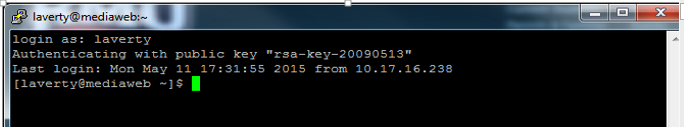 laverty@mediaweb:~
login as: laverty
Authenticating with public key "rsa-key-20090513"
Last login: Mon May 11 17:31:55 2015 from 10.17.16.238
[laverty@mediaweb ~]$